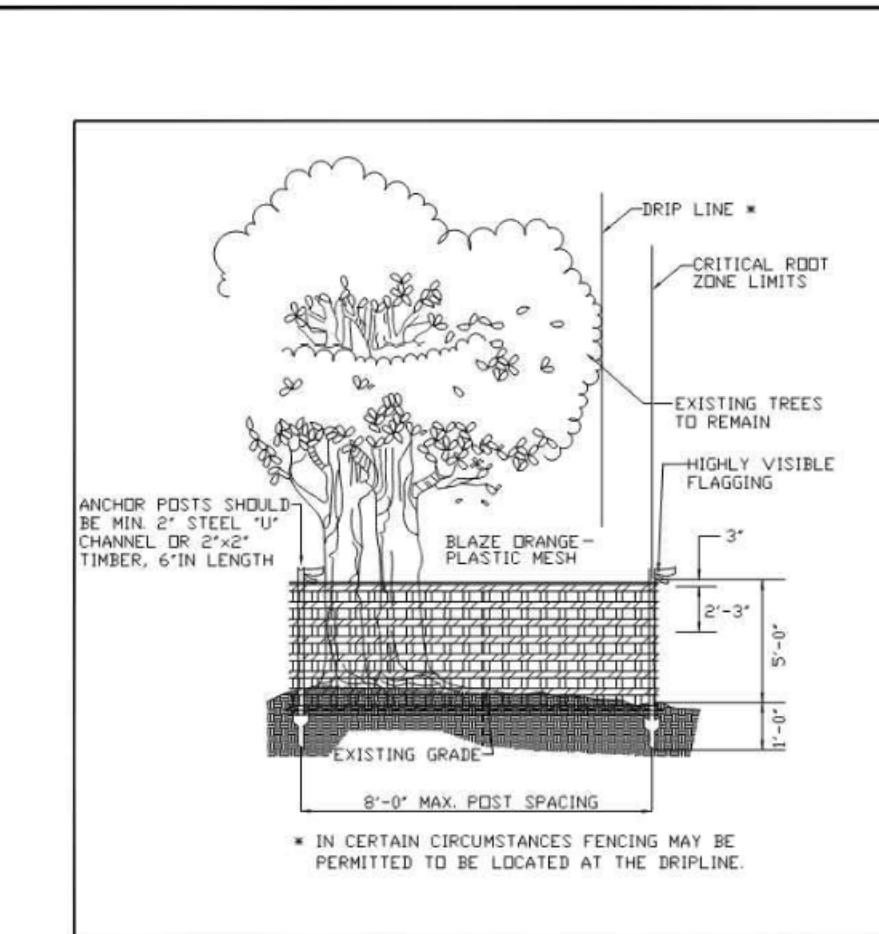 DRIP LINE *
CRITICAL ROOT
ZONE LIMITS
EXISTING TREES
TO REMAIN
HIGHLY VISIBLE
FLAGGING
ANCHOR POSTS SHOULD
BE MIN. 2" STEEL "U"
CHANNEL OR 2"x2"
TIMBER, 6"IN LENGTH
BLAZE ORANGE-
PLASTIC MESH
3"
2'-3"
5'-0"
1'-0"
EXISTING GRADE
8'-0" MAX. POST SPACING
* IN CERTAIN CIRCUMSTANCES FENCING MAY BE
PERMITTED TO BE LOCATED AT THE DRIPLINE.